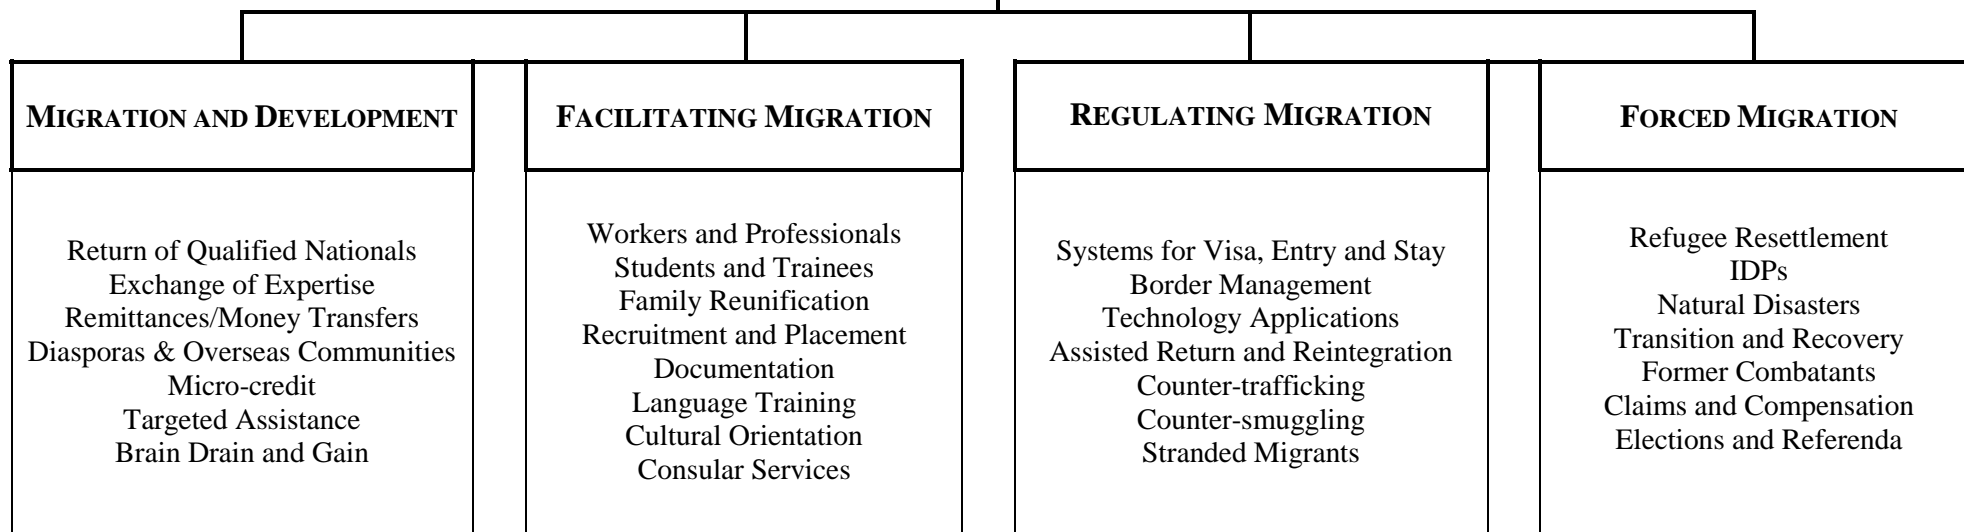 MIGRATION AND DEVELOPMENT
Return of Qualified Nationals
Exchange of Expertise
Remittances/Money Transfers
Diasporas & Overseas Communities
Micro-credit
Targeted Assistance
Brain Drain and Gain
FACILITATING MIGRATION
Workers and Professionals
Students and Trainees
Family Reunification
Recruitment and Placement
Documentation
Language Training
Cultural Orientation
Consular Services
REGULATING MIGRATION
Systems for Visa, Entry and Stay
Border Management
Technology Applications
Assisted Return and Reintegration
Counter-trafficking
Counter-smuggling
Stranded Migrants
FORCED MIGRATION
Refugee Resettlement
IDPs
Natural Disasters
Transition and Recovery
Former Combatants
Claims and Compensation
Elections and Referenda